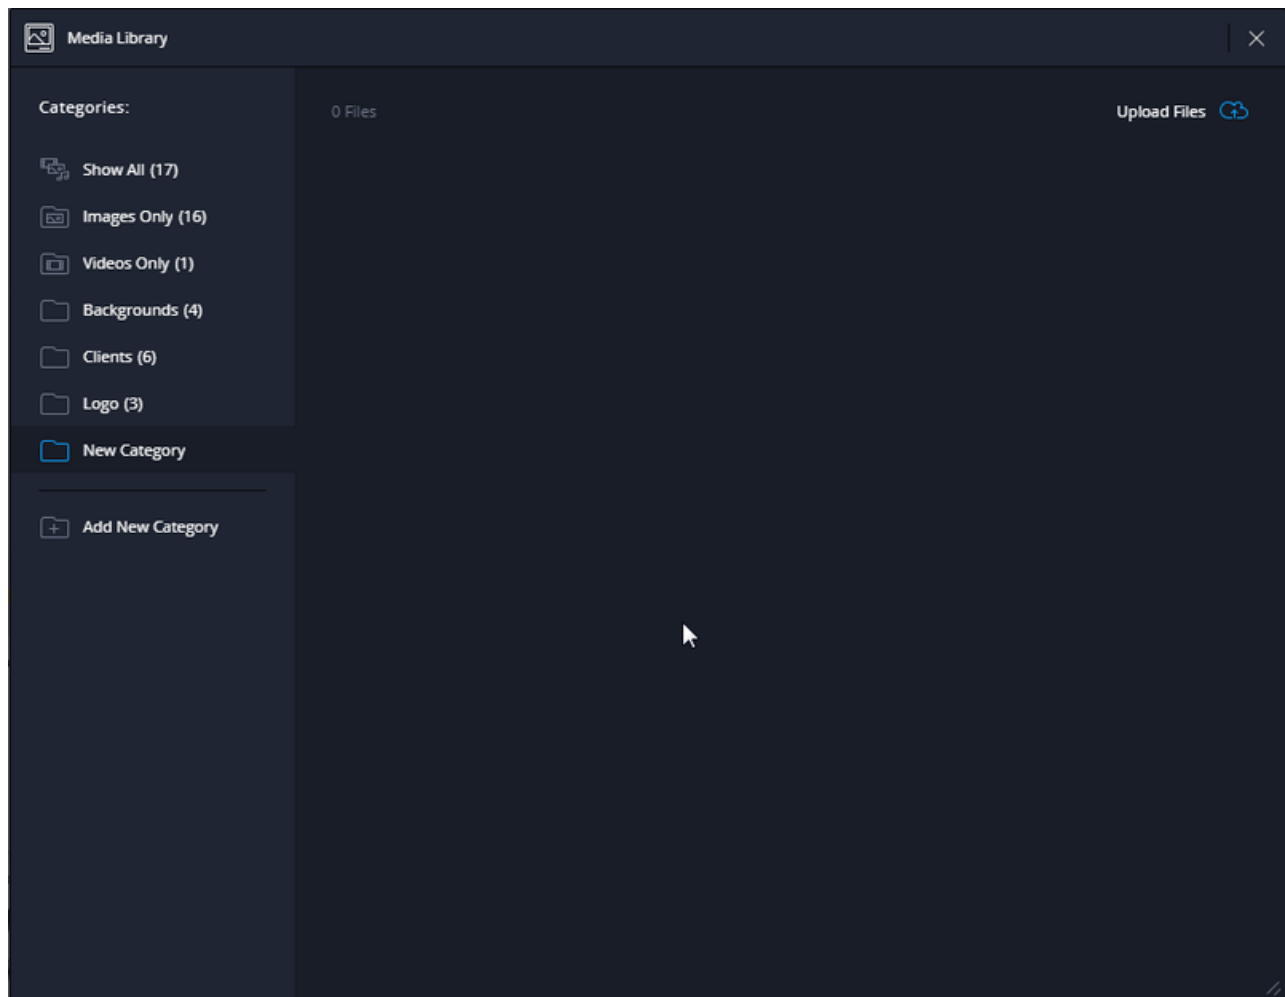 Media Library
Categories:
0 Files
Upload Files
Show All (17)
Images Only (16)
Videos Only (1)
Backgrounds (4)
Clients (6)
Logo (3)
New Category
Add New Category